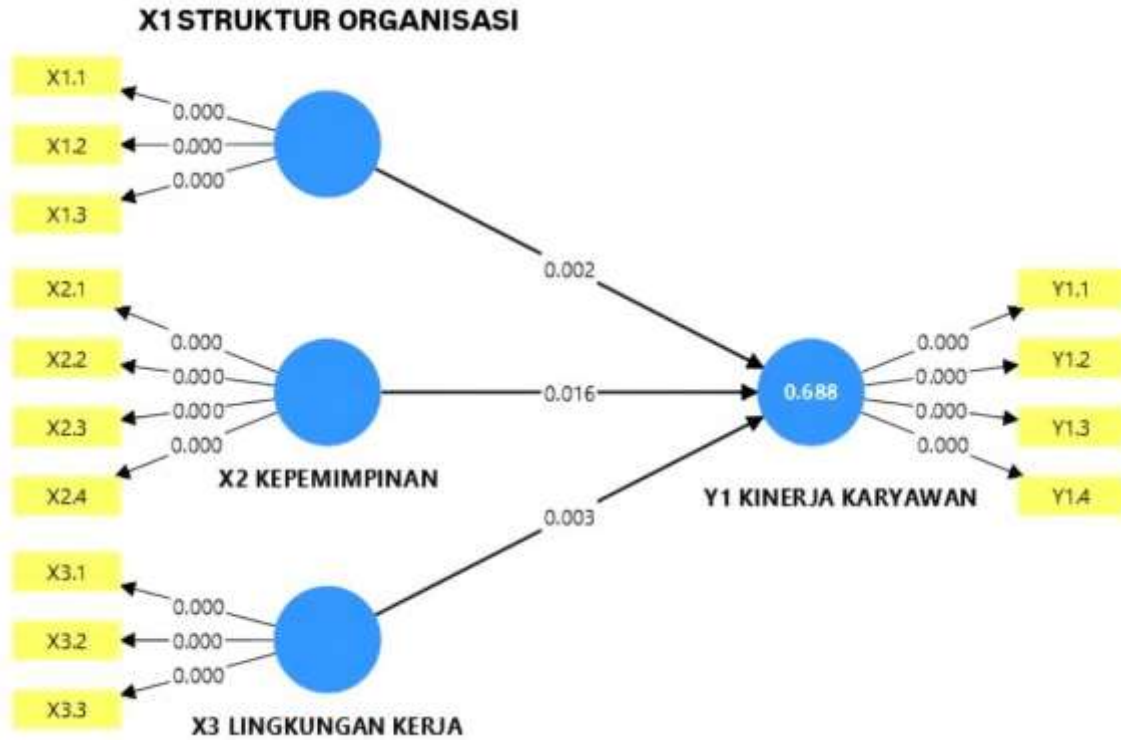 X1 STRUKTUR ORGANISASI
X1.1
0.000
X1.2
0.000
X1.3
0.000
0.002
X2.1
0.000
X2.2
0.000
X2.3
0.000
X2.4
0.000
X2 KEPEMIMPINAN
0.016
0.688
Y1 KINERJA KARYAWAN
Y1.1
0.000
Y1.2
0.000
Y1.3
0.000
Y1.4
0.000
0.003
X3.1
0.000
X3.2
0.000
X3.3
0.000
X3 LINGKUNGAN KERJA